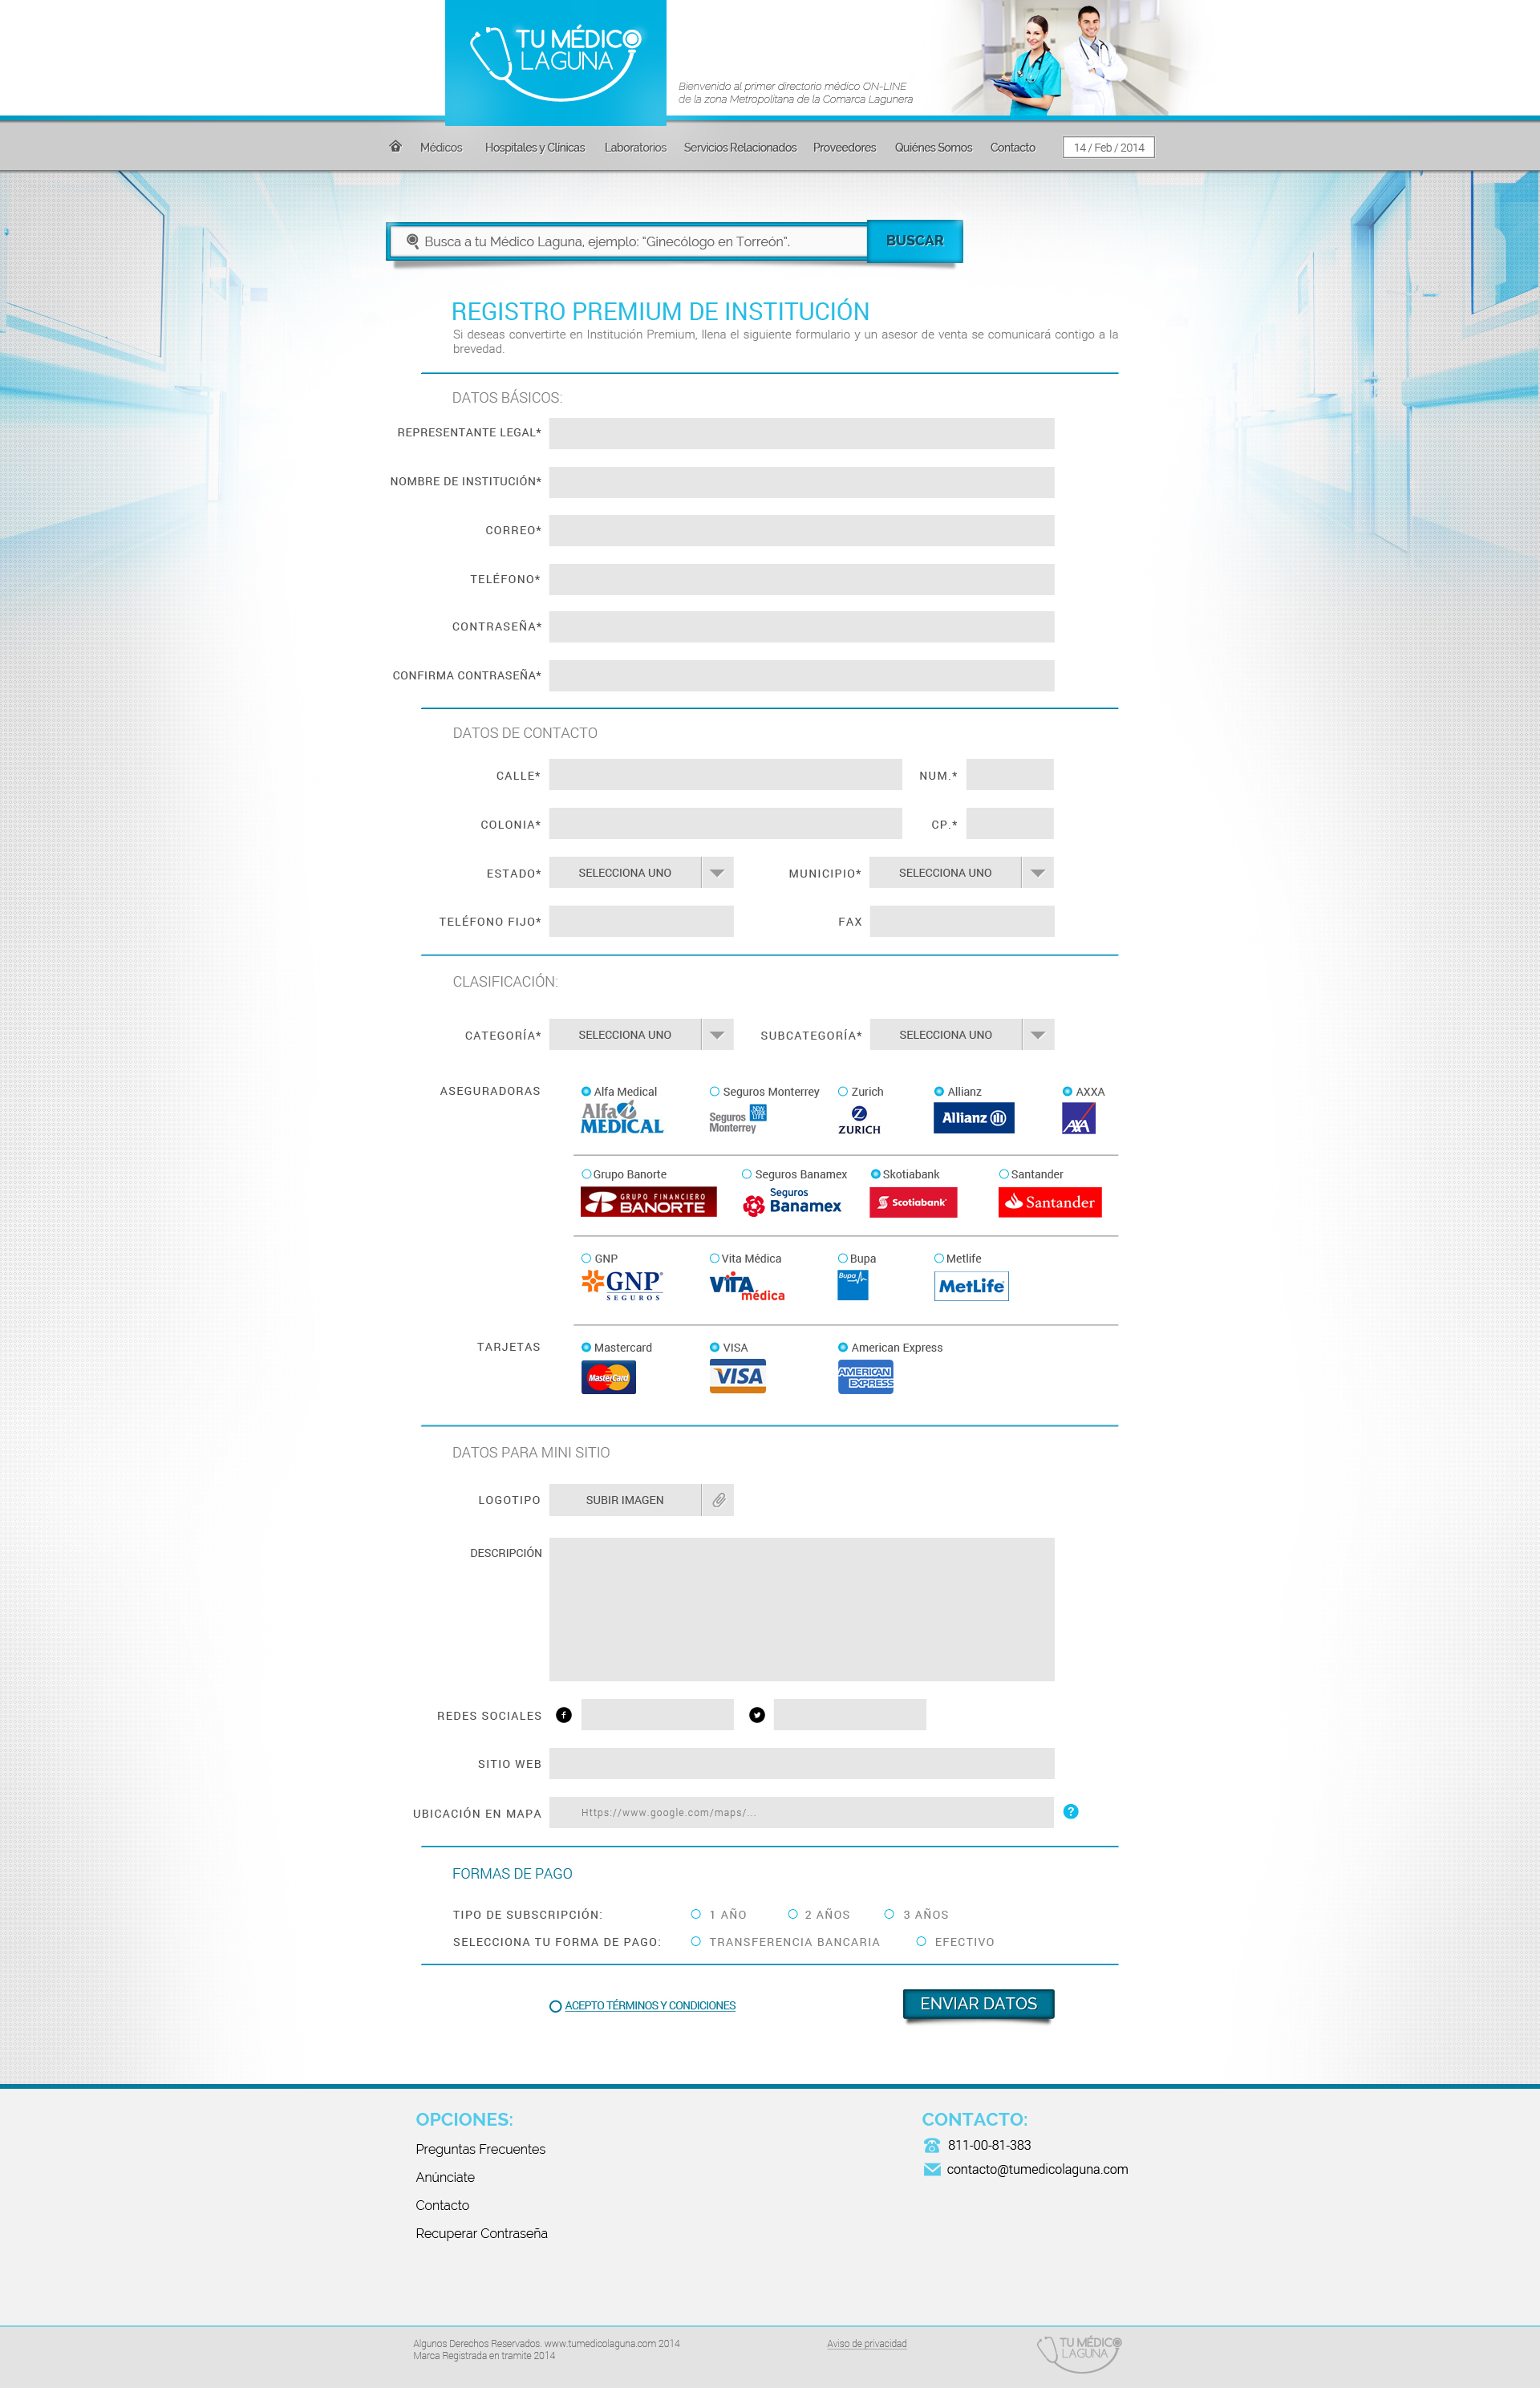 TU MÉDICO
LAGUNA
Bienvenido al primer directorio médico ON-LINE
de la zona Metropolitana de la Comarca Lagunera
Médicos Hospitales y Clínicas Laboratorios Servicios Relacionados Proveedores Quiénes Somos Contacto 14 / Feb / 2014
Busca a tu Médico Laguna, ejemplo: "Ginecólogo en Torreón". BUSCAR
REGISTRO PREMIUM DE INSTITUCIÓN
Si deseas convertirte en Institución Premium, llena el siguiente formulario y un asesor de venta se comunicará contigo a la
brevedad.
DATOS BÁSICOS:
REPRESENTANTE LEGAL*
NOMBRE DE INSTITUCIÓN*
CORREO*
TELÉFONO*
CONTRASEÑA*
CONFIRMA CONTRASEÑA*
DATOS DE CONTACTO
CALLE* NUM.*
COLONIA* CP.*
ESTADO* SELECCIONA UNO MUNICIPIO* SELECCIONA UNO
TELÉFONO FIJO* FAX
CLASIFICACIÓN:
CATEGORÍA* SELECCIONA UNO SUBCATEGORÍA* SELECCIONA UNO
ASEGURADORAS Alfa Medical Seguros Monterrey Zurich Allianz AXXA
Alfa MEDICAL Seguros Monterrey NEW YORK LIFE ZURICH Allianz AXA
Grupo Banorte Seguros Banamex Skotiabank Santander
GRUPO FINANCIERO BANORTE Seguros Banamex Scotiabank Santander
GNP Vita Médica Bupa Metlife
GNP SEGUROS VITA médica Bupa MetLife
TARJETAS Mastercard VISA American Express
MasterCard VISA AMERICAN EXPRESS
DATOS PARA MINI SITIO
LOGOTIPO SUBIR IMAGEN
DESCRIPCIÓN
REDES SOCIALES
SITIO WEB
UBICACIÓN EN MAPA Https://www.google.com/maps/... ?
FORMAS DE PAGO
TIPO DE SUBSCRIPCIÓN: 1 AÑO 2 AÑOS 3 AÑOS
SELECCIONA TU FORMA DE PAGO: TRANSFERENCIA BANCARIA EFECTIVO
ACEPTO TÉRMINOS Y CONDICIONES ENVIAR DATOS
OPCIONES: CONTACTO:
Preguntas Frecuentes 811-00-81-383
Anúnciate contacto@tumedicolaguna.com
Contacto
Recuperar Contraseña
Algunos Derechos Reservados. www.tumedicolaguna.com 2014 Aviso de privacidad TU MÉDICO
Marca Registrada en tramite 2014 LAGUNA